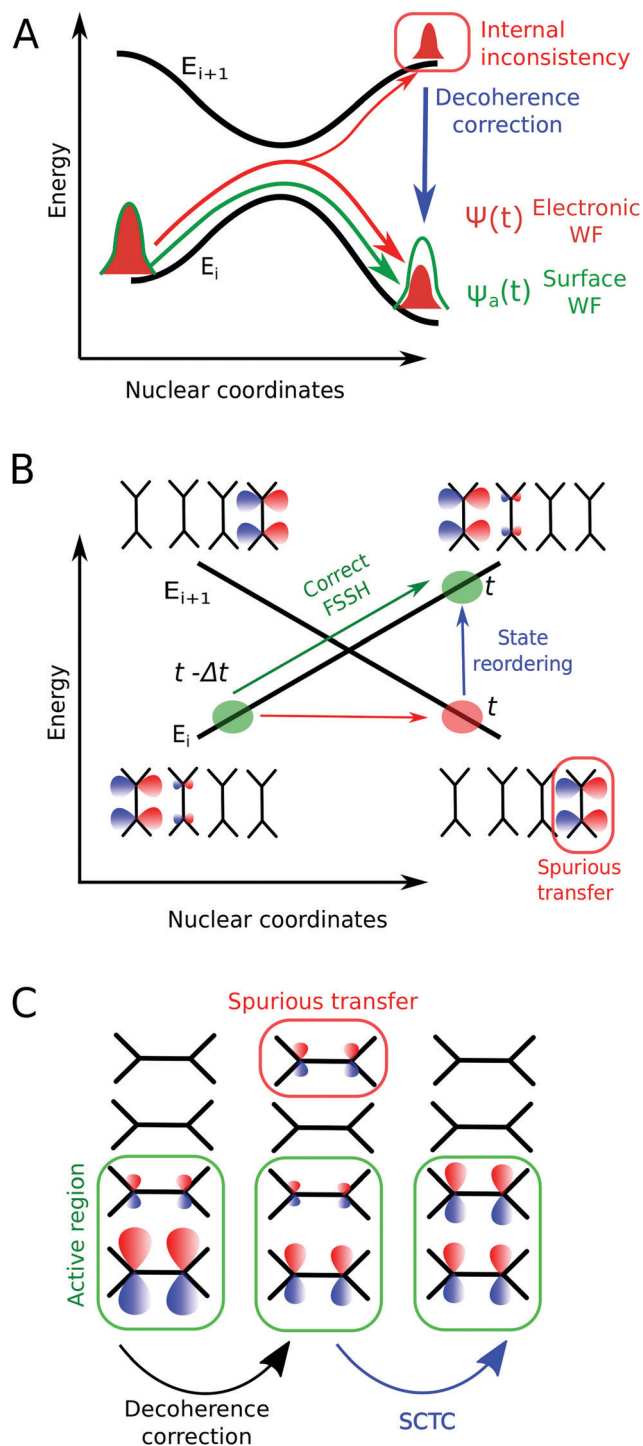 A
E_{i+1}
Internal
inconsistency
Decoherence
correction
Energy
E_i
Ψ(t) Electronic
WF
ψ_a(t) Surface
WF
Nuclear coordinates
B
E_{i+1}
Correct
FSSH
t
t -Δt
State
reordering
t
E_i
Energy
Spurious
transfer
Nuclear coordinates
C
Spurious transfer
Active region
Decoherence
correction
SCTC